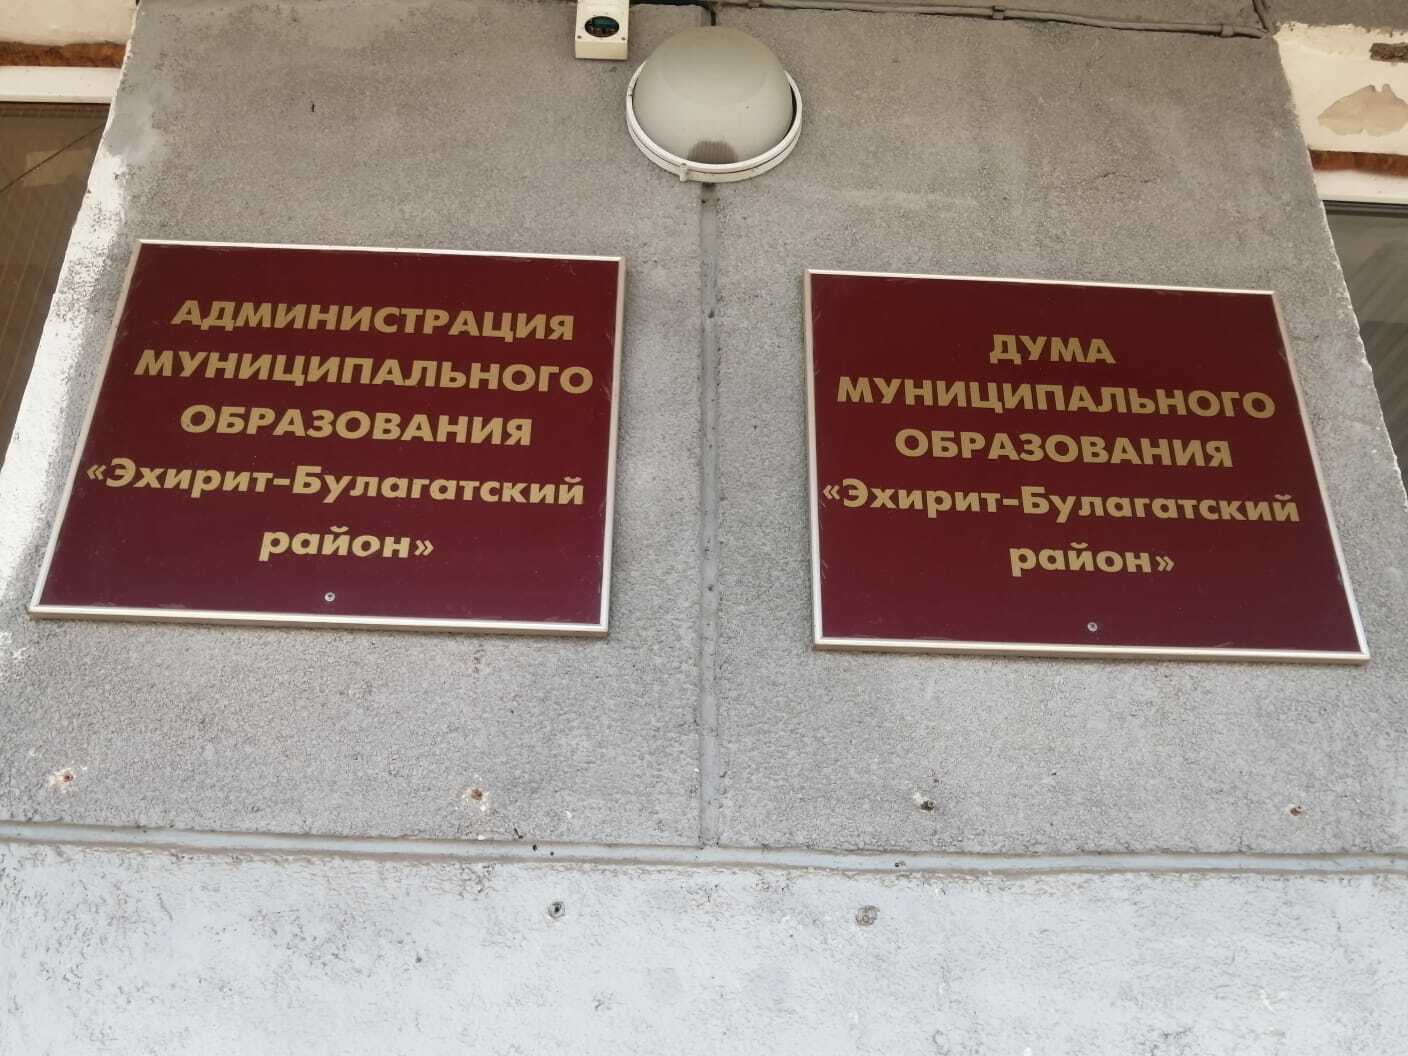 АДМИНИСТРАЦИЯ
МУНИЦИПАЛЬНОГО
ОБРАЗОВАНИЯ
«Эхирит-Булагатский
район»
ДУМА
МУНИЦИПАЛЬНОГО
ОБРАЗОВАНИЯ
«Эхирит-Булагатский
район»